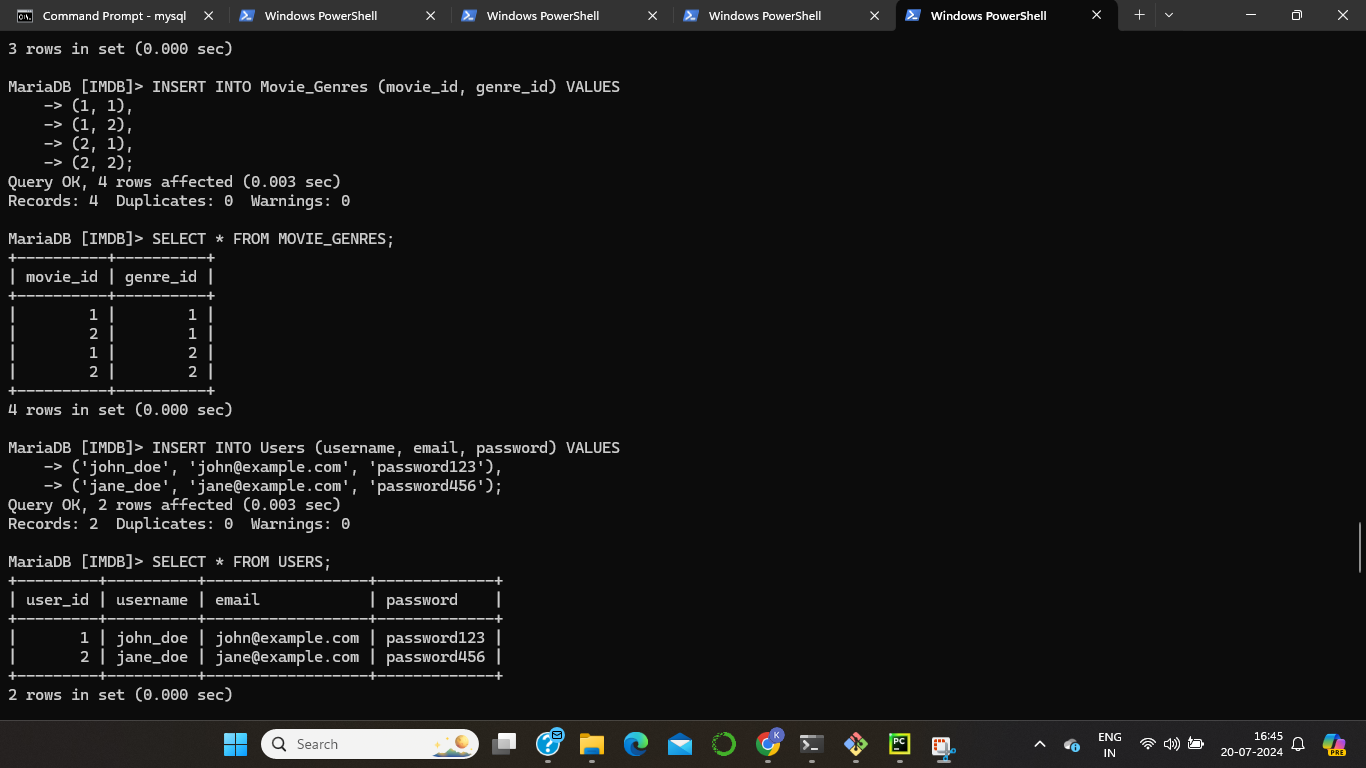 Command Prompt - mysql
Windows PowerShell
Windows PowerShell
Windows PowerShell
Windows PowerShell
3 rows in set (0.000 sec)
MariaDB [IMDB]> INSERT INTO Movie_Genres (movie_id, genre_id) VALUES
    -> (1, 1),
    -> (1, 2),
    -> (2, 1),
    -> (2, 2);
Query OK, 4 rows affected (0.003 sec)
Records: 4  Duplicates: 0  Warnings: 0
MariaDB [IMDB]> SELECT * FROM MOVIE_GENRES;
+----------+----------+
| movie_id | genre_id |
+----------+----------+
|        1 |        1 |
|        2 |        1 |
|        1 |        2 |
|        2 |        2 |
+----------+----------+
4 rows in set (0.000 sec)
MariaDB [IMDB]> INSERT INTO Users (username, email, password) VALUES
    -> ('john_doe', 'john@example.com', 'password123'),
    -> ('jane_doe', 'jane@example.com', 'password456');
Query OK, 2 rows affected (0.003 sec)
Records: 2  Duplicates: 0  Warnings: 0
MariaDB [IMDB]> SELECT * FROM USERS;
+---------+----------+------------------+-------------+
| user_id | username | email            | password    |
+---------+----------+------------------+-------------+
|       1 | john_doe | john@example.com | password123 |
|       2 | jane_doe | jane@example.com | password456 |
+---------+----------+------------------+-------------+
2 rows in set (0.000 sec)
Search
K
PC
ENG
IN
16:45
20-07-2024
PRE